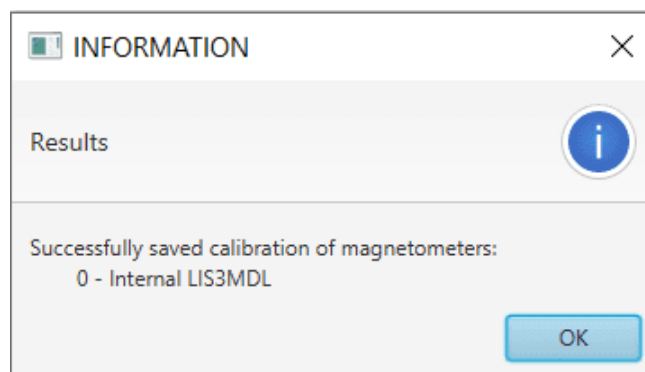 INFORMATION
Results
Successfully saved calibration of magnetometers:
0 - Internal LIS3MDL
OK